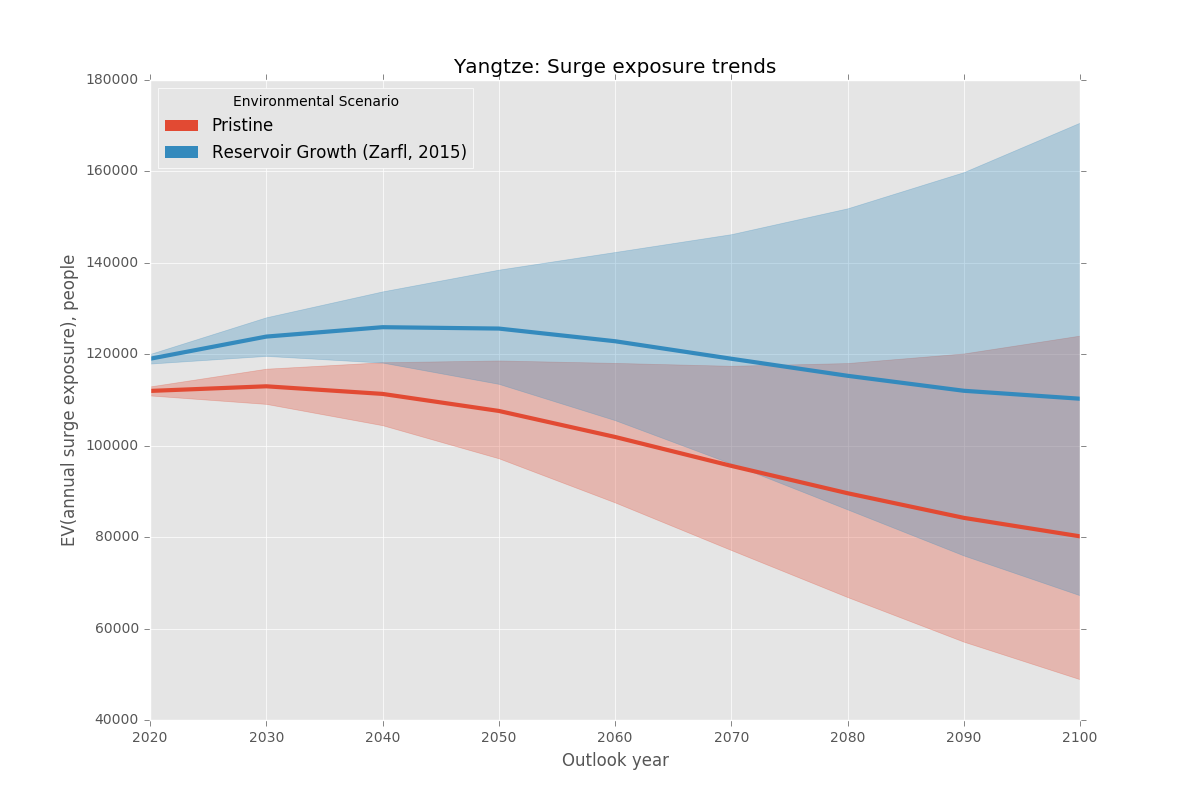 Yangtze: Surge exposure trends
Environmental Scenario
Pristine
Reservoir Growth (Zarfl, 2015)
EV(annual surge exposure), people
180000
160000
140000
120000
100000
80000
60000
40000
2020 2030 2040 2050 2060 2070 2080 2090 2100
Outlook year